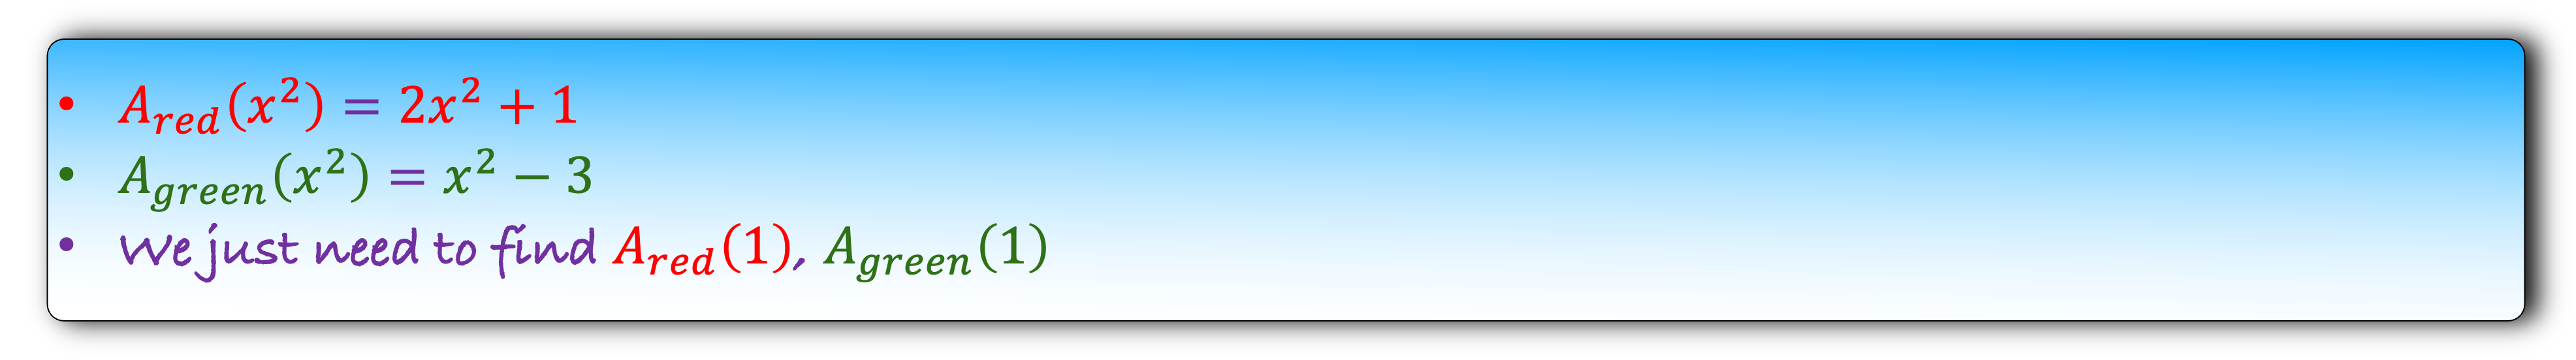 • A_red(x²) = 2x² + 1
• A_green(x²) = x² − 3
• We just need to find A_red(1), A_green(1)